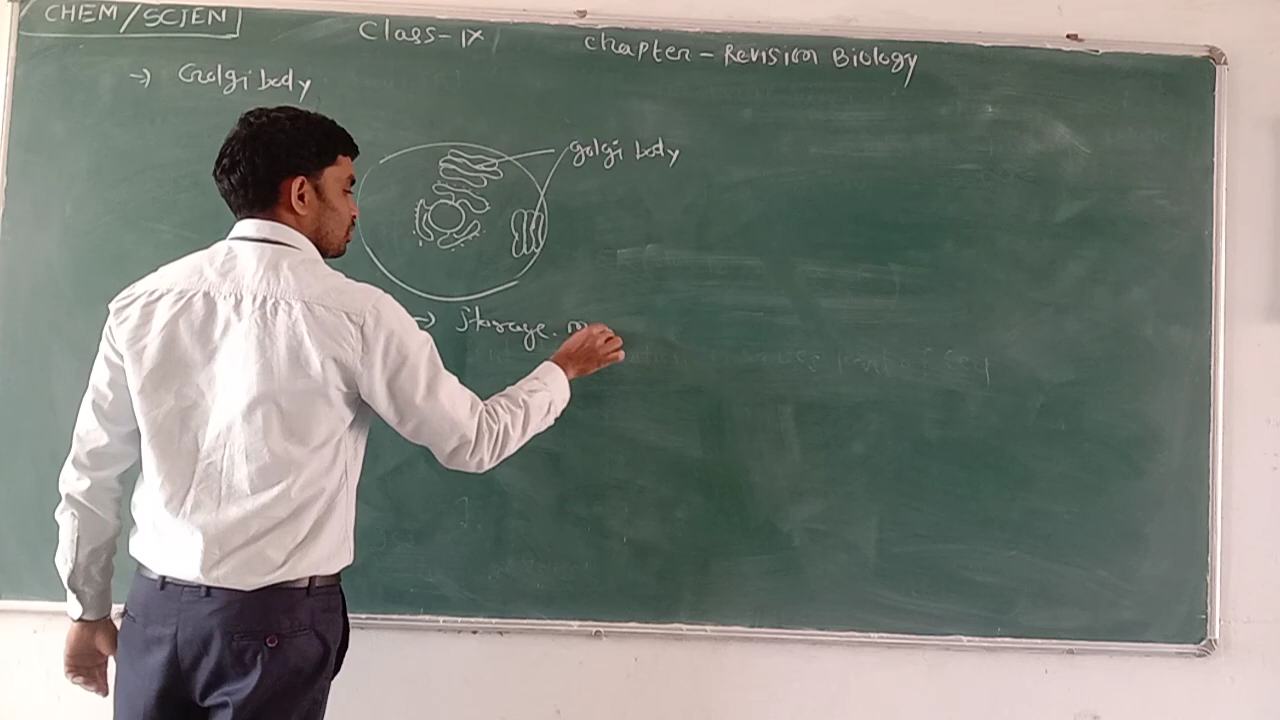 CHEM/SCIEN
Class-IX
Chapter - Revision Biology
→ Golgi body
golgi body
→ Storage. m